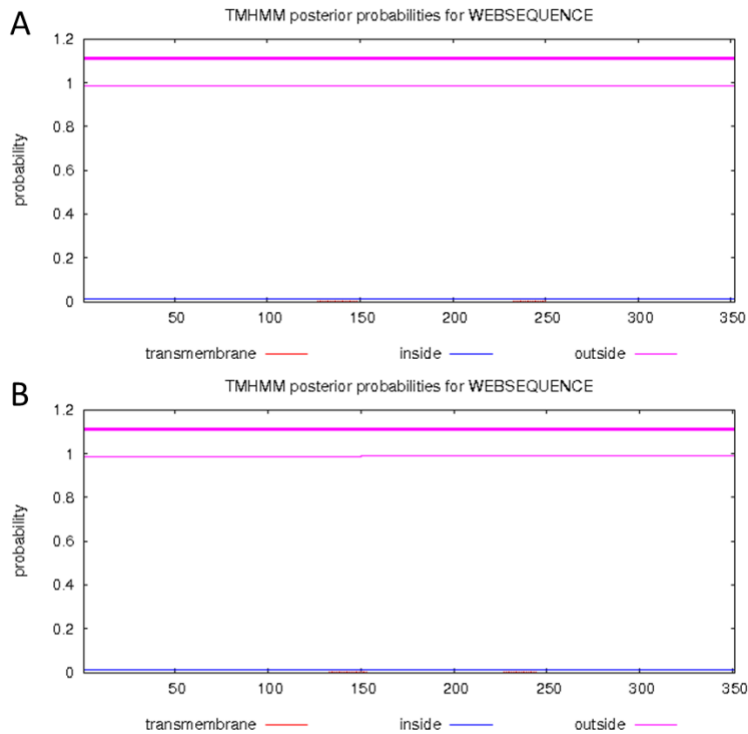 A
TMHMM posterior probabilities for WEBSEQUENCE
1.2
1
0.8
0.6
0.4
0.2
0
probability
50 100 150 200 250 300 350
transmembrane inside outside
B
TMHMM posterior probabilities for WEBSEQUENCE
1.2
1
0.8
0.6
0.4
0.2
0
probability
50 100 150 200 250 300 350
transmembrane inside outside